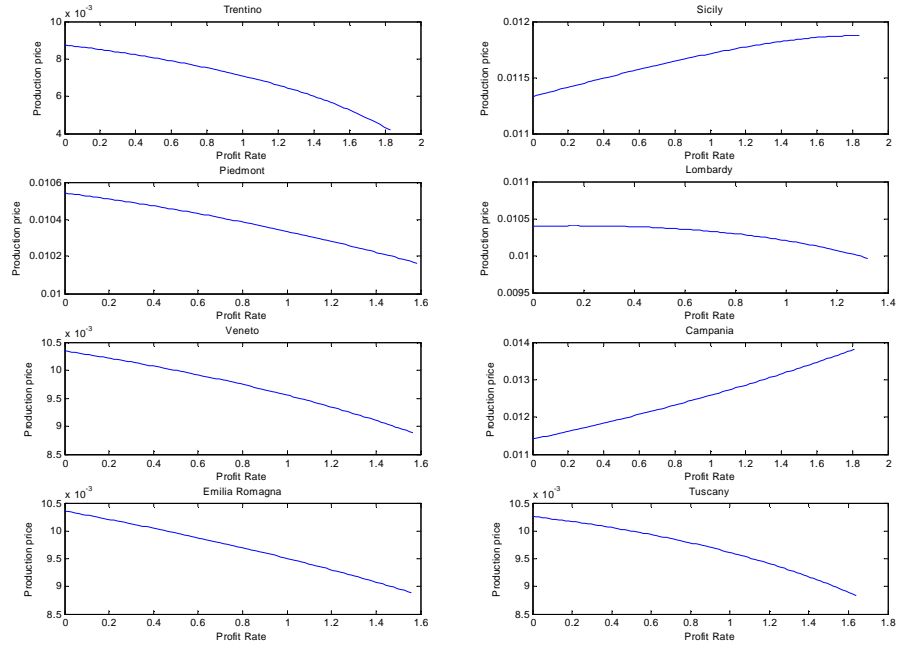 Trentino
x 10^-3
10
8
6
4
Production price
0 0.2 0.4 0.6 0.8 1 1.2 1.4 1.6 1.8 2
Profit Rate
Sicily
0.012
0.0115
0.011
Production price
0 0.2 0.4 0.6 0.8 1 1.2 1.4 1.6 1.8 2
Profit Rate
Piedmont
0.0106
0.0104
0.0102
0.01
Production price
0 0.2 0.4 0.6 0.8 1 1.2 1.4 1.6
Profit Rate
Lombardy
0.011
0.0105
0.01
0.0095
Production price
0 0.2 0.4 0.6 0.8 1 1.2 1.4
Profit Rate
Veneto
x 10^-3
10.5
10
9.5
9
8.5
Production price
0 0.2 0.4 0.6 0.8 1 1.2 1.4 1.6
Profit Rate
Campania
0.014
0.013
0.012
0.011
Production price
0 0.2 0.4 0.6 0.8 1 1.2 1.4 1.6 1.8 2
Profit Rate
Emilia Romagna
x 10^-3
10.5
10
9.5
9
8.5
Production price
0 0.2 0.4 0.6 0.8 1 1.2 1.4 1.6
Profit Rate
Tuscany
x 10^-3
10.5
10
9.5
9
8.5
Production price
0 0.2 0.4 0.6 0.8 1 1.2 1.4 1.6 1.8
Profit Rate